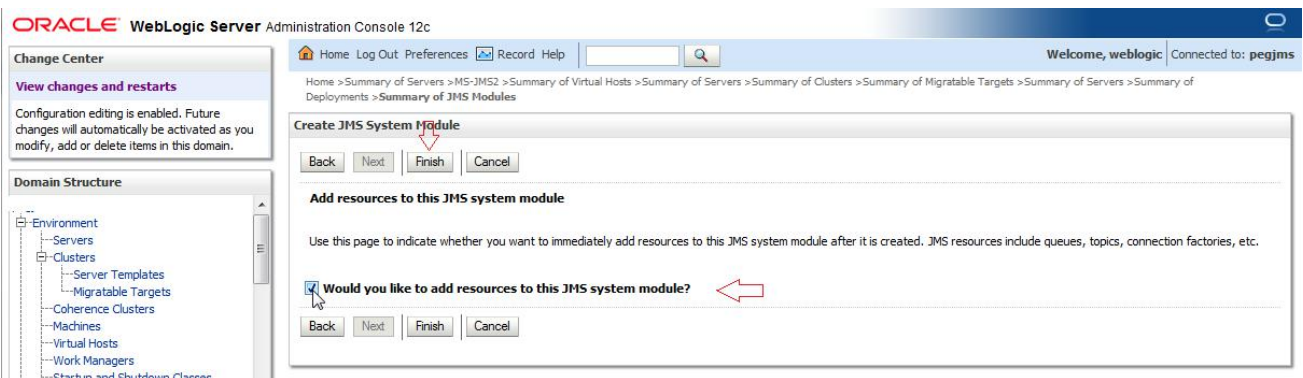 ORACLE WebLogic Server Administration Console 12c
Change Center
View changes and restarts
Configuration editing is enabled. Future
changes will automatically be activated as you
modify, add or delete items in this domain.
Domain Structure
Environment
Servers
Clusters
Server Templates
Migratable Targets
Coherence Clusters
Machines
Virtual Hosts
Work Managers
Startup and Shutdown Classes
Home Log Out Preferences Record Help
Welcome, weblogic Connected to: pegjms
Home >Summary of Servers >MS-JMS2 >Summary of Virtual Hosts >Summary of Servers >Summary of Clusters >Summary of Migratable Targets >Summary of Servers >Summary of
Deployments >Summary of JMS Modules
Create JMS System Module
Back Next Finish Cancel
Add resources to this JMS system module
Use this page to indicate whether you want to immediately add resources to this JMS system module after it is created. JMS resources include queues, topics, connection factories, etc.
Would you like to add resources to this JMS system module?
Back Next Finish Cancel